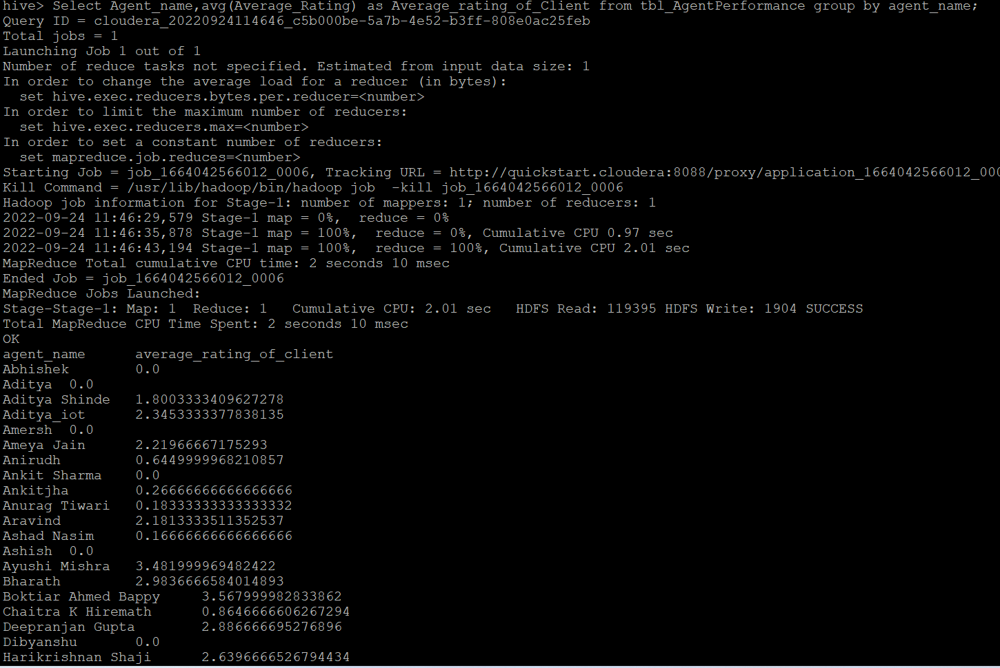 hive> Select Agent_name,avg(Average_Rating) as Average_rating_of_Client from tbl_AgentPerformance group by agent_name;
Query ID = cloudera_20220924114646_c5b000be-5a7b-4e52-b3ff-808e0ac25feb
Total jobs = 1
Launching Job 1 out of 1
Number of reduce tasks not specified. Estimated from input data size: 1
In order to change the average load for a reducer (in bytes):
  set hive.exec.reducers.bytes.per.reducer=<number>
In order to limit the maximum number of reducers:
  set hive.exec.reducers.max=<number>
In order to set a constant number of reducers:
  set mapreduce.job.reduces=<number>
Starting Job = job_1664042566012_0006, Tracking URL = http://quickstart.cloudera:8088/proxy/application_1664042566012_000
Kill Command = /usr/lib/hadoop/bin/hadoop job  -kill job_1664042566012_0006
Hadoop job information for Stage-1: number of mappers: 1; number of reducers: 1
2022-09-24 11:46:29,579 Stage-1 map = 0%,  reduce = 0%
2022-09-24 11:46:35,878 Stage-1 map = 100%,  reduce = 0%, Cumulative CPU 0.97 sec
2022-09-24 11:46:43,194 Stage-1 map = 100%,  reduce = 100%, Cumulative CPU 2.01 sec
MapReduce Total cumulative CPU time: 2 seconds 10 msec
Ended Job = job_1664042566012_0006
MapReduce Jobs Launched:
Stage-Stage-1: Map: 1  Reduce: 1   Cumulative CPU: 2.01 sec   HDFS Read: 119395 HDFS Write: 1904 SUCCESS
Total MapReduce CPU Time Spent: 2 seconds 10 msec
OK
agent_name      average_rating_of_client
Abhishek        0.0
Aditya  0.0
Aditya Shinde   1.8003333409627278
Aditya_iot      2.3453333377838135
Amersh  0.0
Ameya Jain      2.21966667175293
Anirudh         0.6449999968210857
Ankit Sharma    0.0
Ankitjha        0.26666666666666666
Anurag Tiwari   0.18333333333333332
Aravind         2.1813333511352537
Ashad Nasim     0.16666666666666666
Ashish  0.0
Ayushi Mishra   3.481999969482422
Bharath         2.9836666584014893
Boktiar Ahmed Bappy     3.567999982833862
Chaitra K Hiremath      0.8646666606267294
Deepranjan Gupta        2.886666695276896
Dibyanshu       0.0
Harikrishnan Shaji      2.6396666526794434